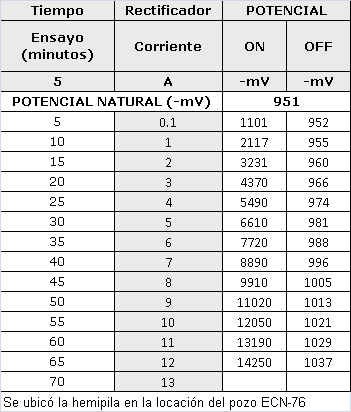 Tiempo Rectificador POTENCIAL
Ensayo (minutos) Corriente ON OFF
5 A -mV -mV
POTENCIAL NATURAL (-mV) 951
5 0.1 1101 952
10 1 2117 955
15 2 3231 960
20 3 4370 966
25 4 5490 974
30 5 6610 981
35 6 7720 988
40 7 8890 996
45 8 9910 1005
50 9 11020 1013
55 10 12050 1021
60 11 13190 1029
65 12 14250 1037
70 13
Se ubicó la hemipila en la locación del pozo ECN-76